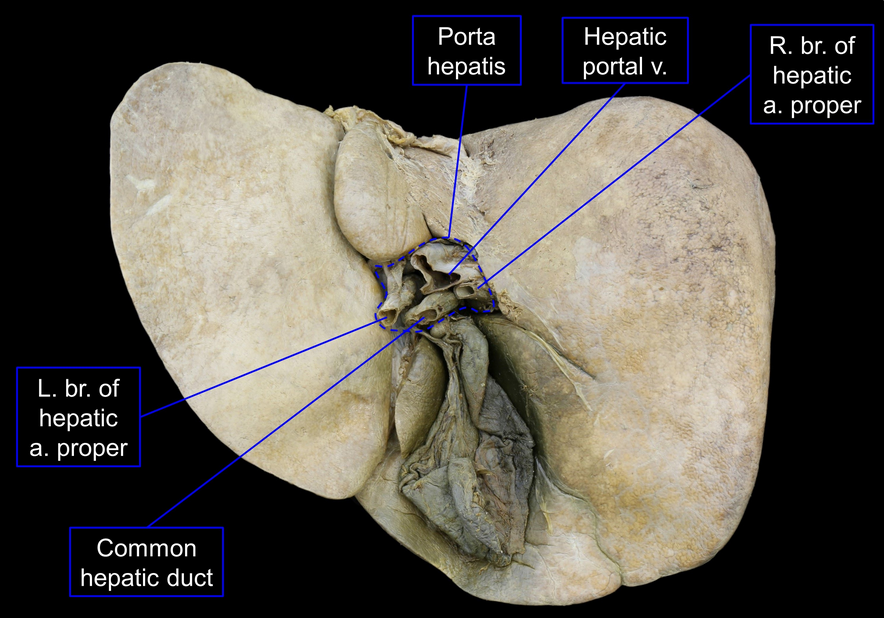 Porta
hepatis
Hepatic
portal v.
R. br. of
hepatic
a. proper
L. br. of
hepatic
a. proper
Common
hepatic duct